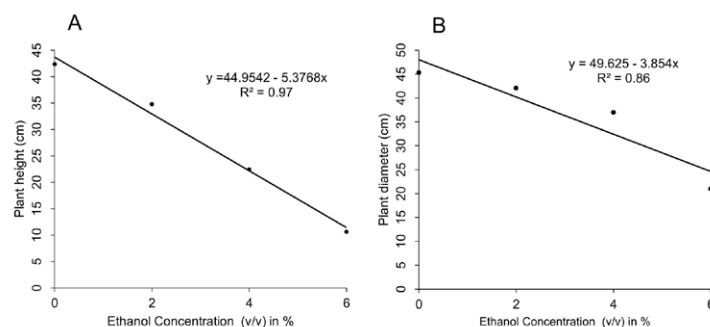 A
45
40
35
30
25
20
15
10
5
0
Plant height (cm)
y =44.9542 - 5.3768x
R² = 0.97
0 2 4 6
Ethanol Concentration (v/v) in %
B
50
45
40
35
30
25
20
15
10
5
0
Plant diameter (cm)
y = 49.625 - 3.854x
R² = 0.86
0 2 4 6
Ethanol Concentration (v/v) in %